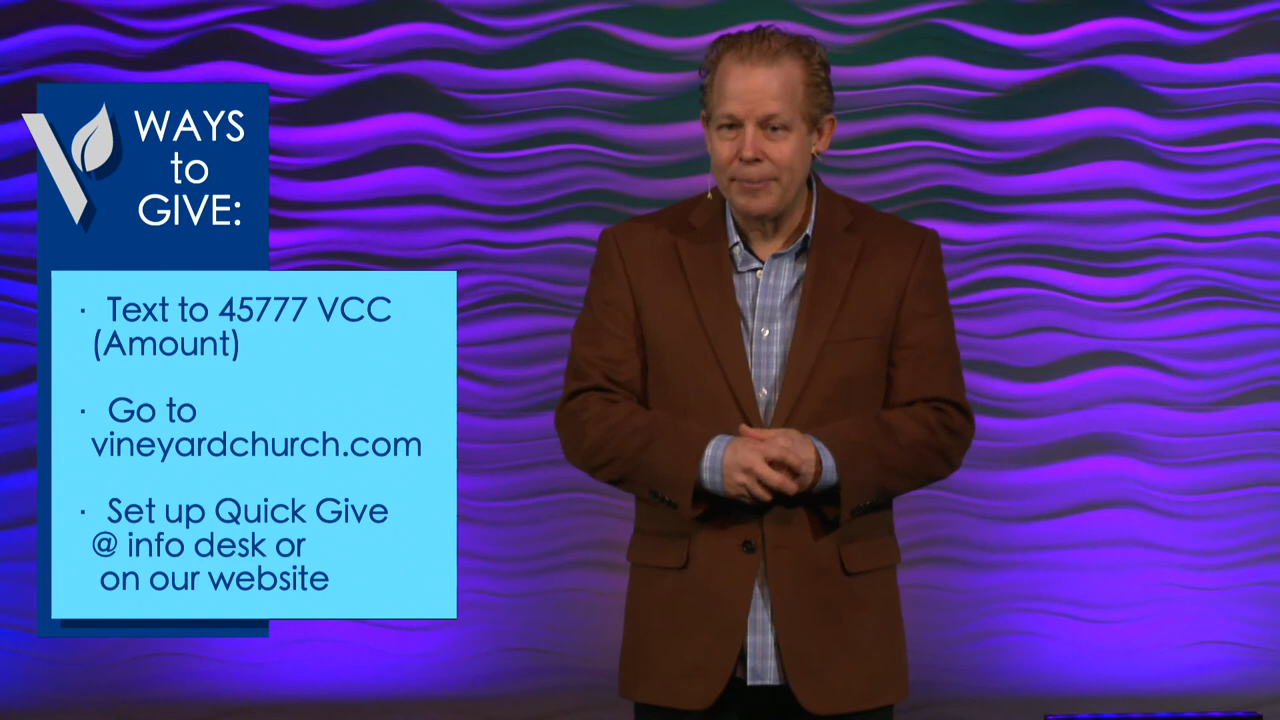 WAYS
to
GIVE:
· Text to 45777 VCC
(Amount)
· Go to
vineyardchurch.com
· Set up Quick Give
@ info desk or
on our website